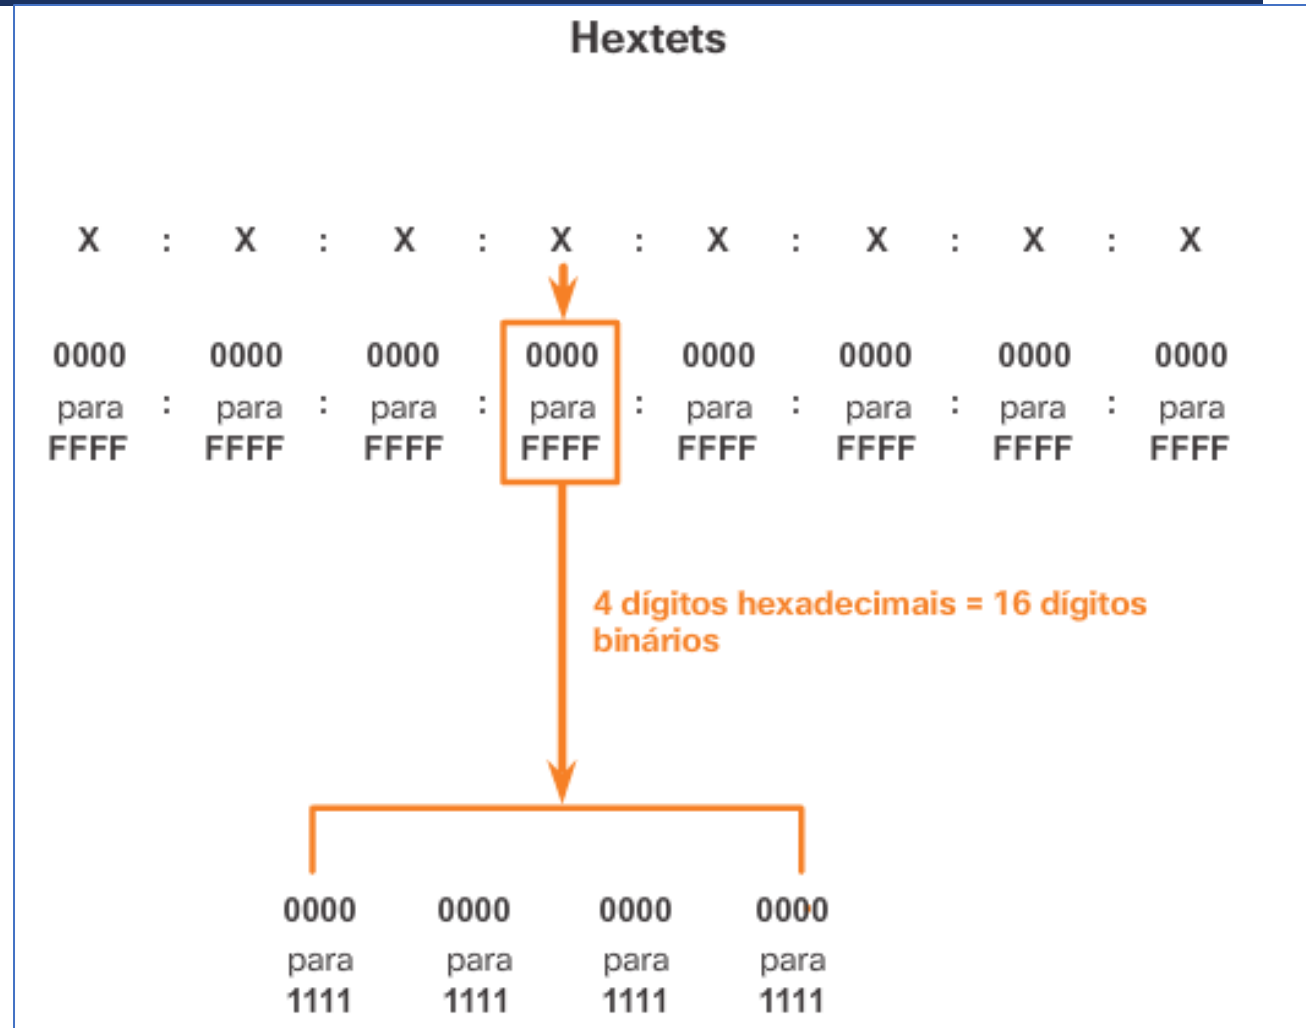 Hextets
X : X : X : X : X : X : X : X
0000 0000 0000 0000 0000 0000 0000 0000
para : para : para : para : para : para : para : para
FFFF FFFF FFFF FFFF FFFF FFFF FFFF FFFF
4 dígitos hexadecimais = 16 dígitos
binários
0000 0000 0000 0000
para para para para
1111 1111 1111 1111